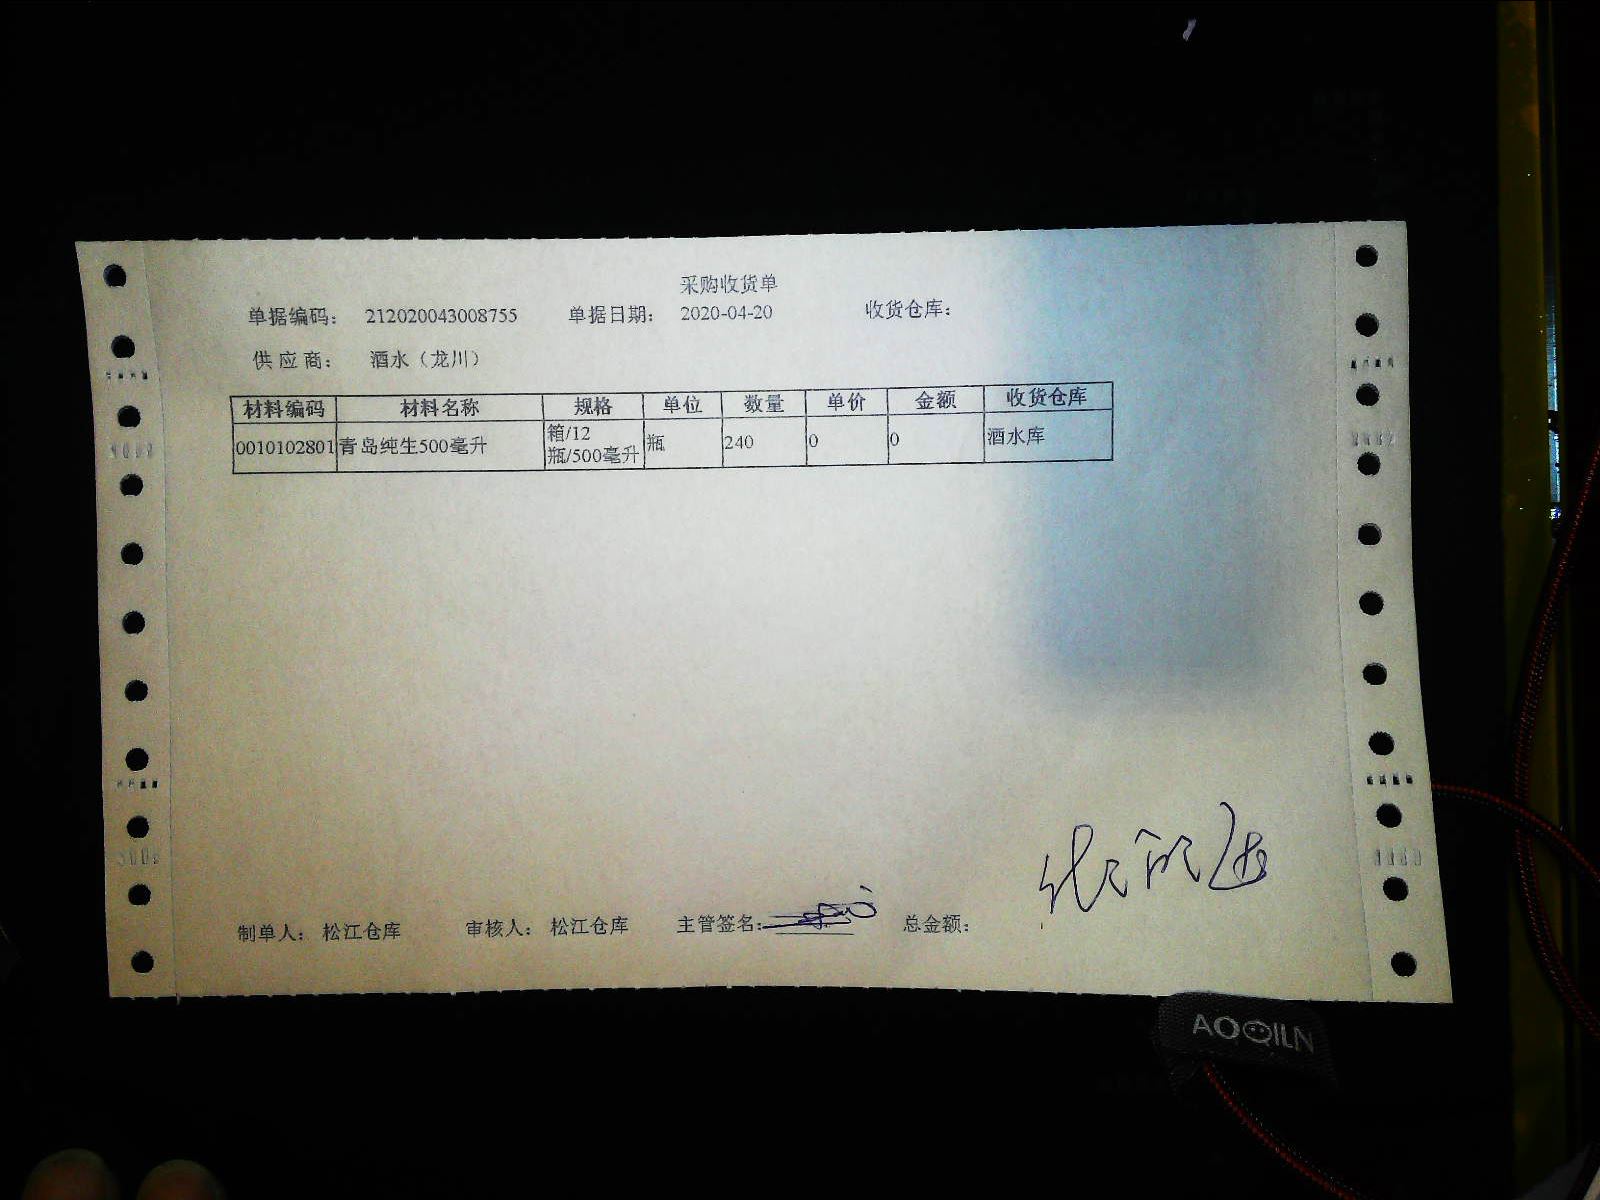 采购收货单
单据编码： 212020043008755 单据日期： 2020-04-20 收货仓库：
供 应 商： 酒水（龙川）
材料编码 材料名称 规格 单位 数量 单价 金额 收货仓库
0010102801 青岛纯生500毫升 箱/12瓶/500毫升 瓶 240 0 0 酒水库
制单人： 松江仓库 审核人： 松江仓库 主管签名： 总金额：
AOQILN